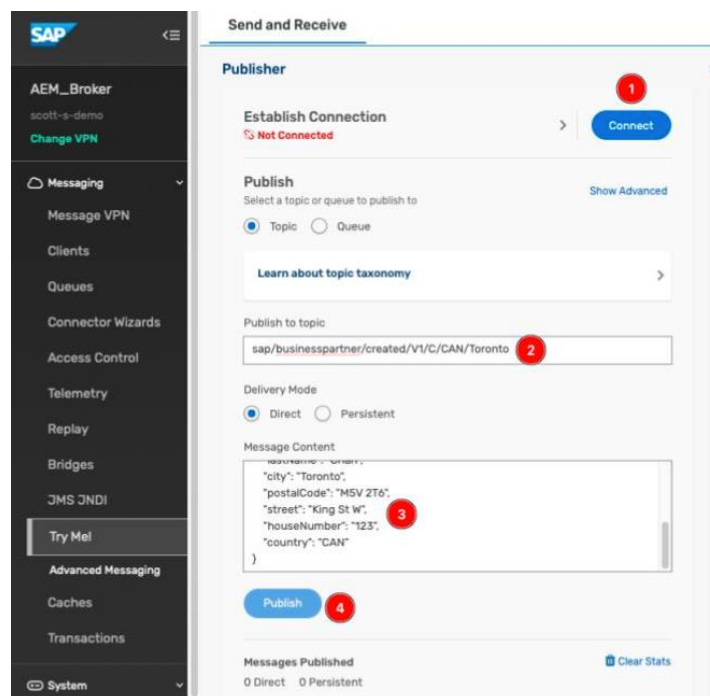 SAP
AEM_Broker
scott-s-demo
Change VPN
Messaging
Message VPN
Clients
Queues
Connector Wizards
Access Control
Telemetry
Replay
Bridges
JMS JNDI
Try Me!
Advanced Messaging
Caches
Transactions
System
Send and Receive
Publisher
1
Establish Connection
Not Connected
Connect
Publish
Select a topic or queue to publish to
Show Advanced
Topic Queue
Learn about topic taxonomy
Publish to topic
sap/businesspartner/created/V1/C/CAN/Toronto
2
Delivery Mode
Direct Persistent
Message Content
"city": "Toronto",
"postalCode": "M5V 2T6",
"street": "King St W",
"houseNumber": "123",
"country": "CAN"
}
3
Publish
4
Messages Published
Clear Stats
0 Direct 0 Persistent